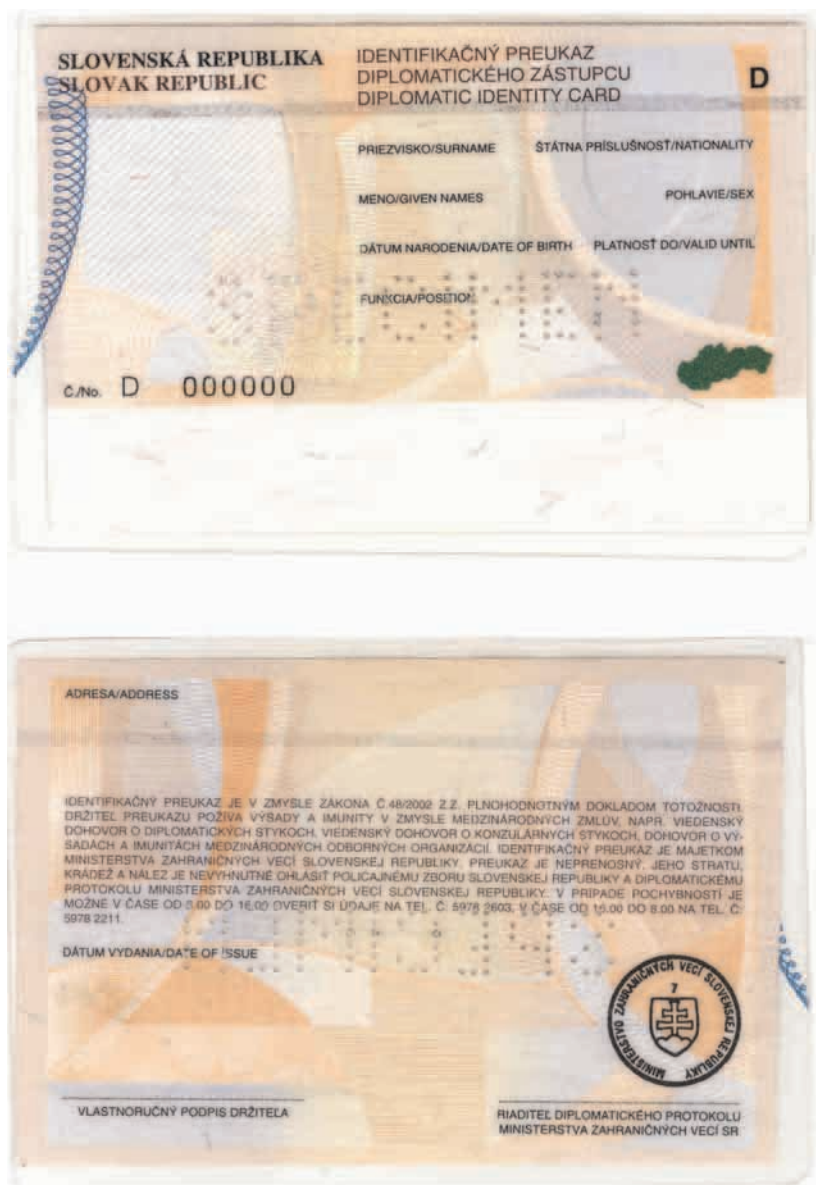 SLOVENSKÁ REPUBLIKA
SLOVAK REPUBLIC
IDENTIFIKAČNÝ PREUKAZ
DIPLOMATICKÉHO ZÁSTUPCU
DIPLOMATIC IDENTITY CARD
D
PRIEZVISKO/SURNAME ŠTÁTNA PRÍSLUŠNOSŤ/NATIONALITY
MENO/GIVEN NAMES POHLAVIE/SEX
DÁTUM NARODENIA/DATE OF BIRTH PLATNOSŤ DO/VALID UNTIL
FUNKCIA/POSITION
Č./No. D 000000
ADRESA/ADDRESS
IDENTIFIKAČNÝ PREUKAZ JE V ZMYSLE ZÁKONA Č.48/2002 Z.Z. PLNOHODNOTNÝM DOKLADOM TOTOŽNOSTI.
DRŽITEĽ PREUKAZU POŽÍVA VÝSADY A IMUNITY V ZMYSLE MEDZINÁRODNÝCH ZMLÚV, NAPR. VIEDENSKÝ
DOHOVOR O DIPLOMATICKÝCH STYKOCH, VIEDENSKÝ DOHOVOR O KONZULÁRNYCH STYKOCH, DOHOVOR O VÝ-
SADÁCH A IMUNITÁCH MEDZINÁRODNÝCH ODBORNÝCH ORGANIZÁCIÍ. IDENTIFIKAČNÝ PREUKAZ JE MAJETKOM
MINISTERSTVA ZAHRANIČNÝCH VECÍ SLOVENSKEJ REPUBLIKY. PREUKAZ JE NEPRENOSNÝ. JEHO STRATU,
KRÁDEŽ A NÁLEZ JE NEVYHNUTNÉ OHLÁSIŤ POLICAJNÉMU ZBORU SLOVENSKEJ REPUBLIKY A DIPLOMATICKÉMU
PROTOKOLU MINISTERSTVA ZAHRANIČNÝCH VECÍ SLOVENSKEJ REPUBLIKY. V PRÍPADE POCHYBNOSTÍ JE
MOŽNÉ V ČASE OD 8.00 DO 16.00 OVERIŤ SI ÚDAJE NA TEL. Č. 5978 2603, V ČASE OD 16.00 DO 8.00 NA TEL. Č.
5978 2211.
DÁTUM VYDANIA/DATE OF ISSUE
MINISTERSTVO ZAHRANIČNÝCH VECÍ SLOVENSKEJ REPUBLIKY
7
VLASTNORUČNÝ PODPIS DRŽITEĽA
RIADITEĽ DIPLOMATICKÉHO PROTOKOLU
MINISTERSTVA ZAHRANIČNÝCH VECÍ SR